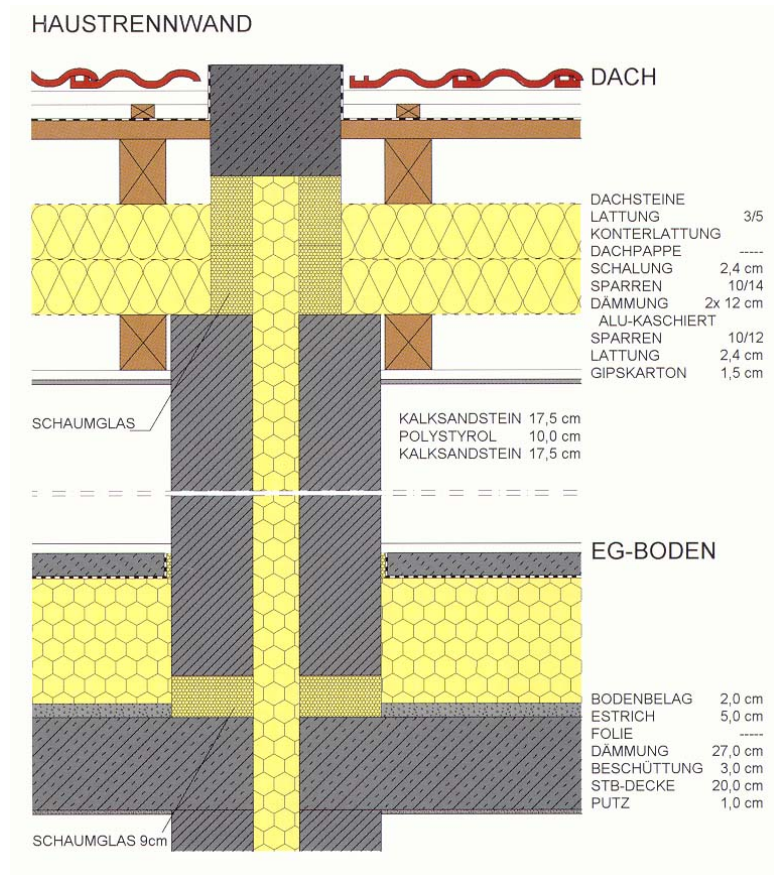 HAUSTRENNWAND
DACH
DACHSTEINE
LATTUNG 3/5
KONTERLATTUNG
DACHPAPPE -----
SCHALUNG 2,4 cm
SPARREN 10/14
DÄMMUNG 2x 12 cm
ALU-KASCHIERT
SPARREN 10/12
LATTUNG 2,4 cm
GIPSKARTON 1,5 cm
SCHAUMGLAS
KALKSANDSTEIN 17,5 cm
POLYSTYROL 10,0 cm
KALKSANDSTEIN 17,5 cm
EG-BODEN
BODENBELAG 2,0 cm
ESTRICH 5,0 cm
FOLIE -----
DÄMMUNG 27,0 cm
BESCHÜTTUNG 3,0 cm
STB-DECKE 20,0 cm
PUTZ 1,0 cm
SCHAUMGLAS 9cm